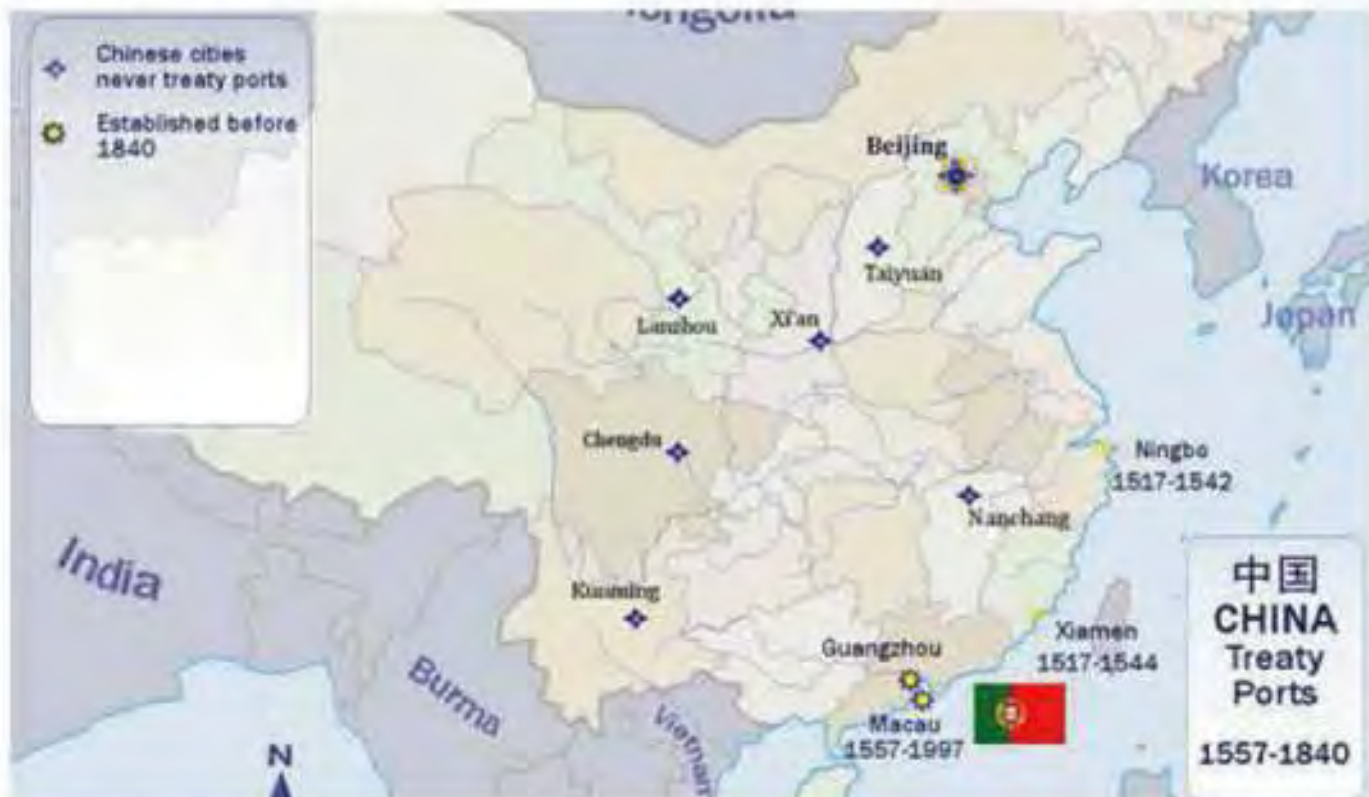 Chinese cities
never treaty ports
Established before
1840
Beijing
Korea
Taiyuan
Japan
Lanzhou
Xi'an
Chengdu
Ningbo
1517-1542
Nanchang
India
Kunming
中国
CHINA
Treaty
Ports
1557-1840
Xiamen
1517-1544
Guangzhou
Burma
Vietnam
Macau
1557-1997
N